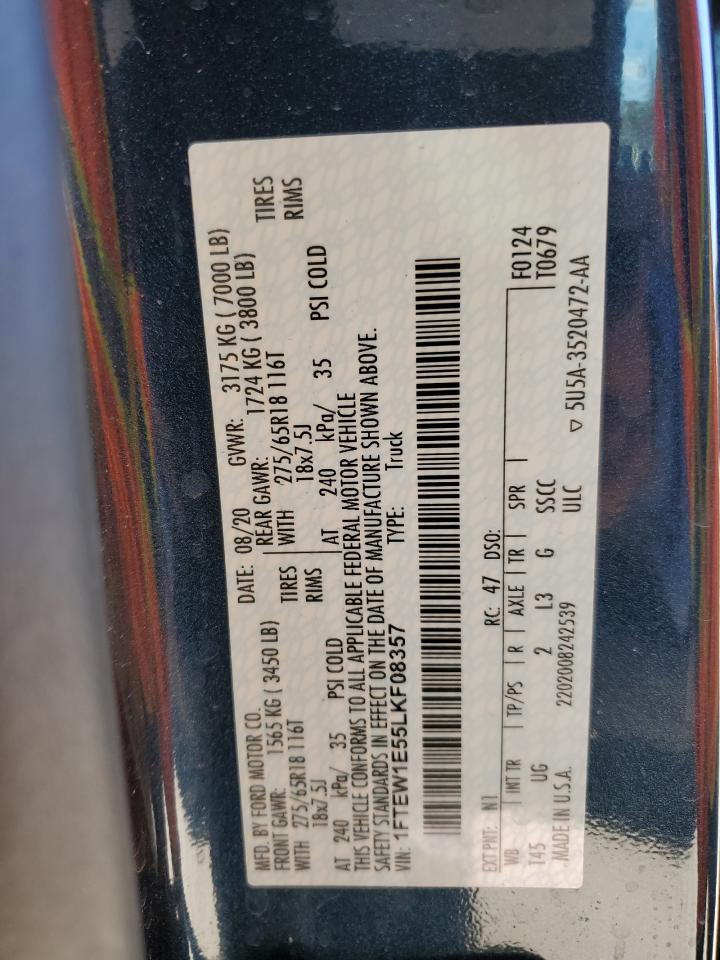 MFD. BY FORD MOTOR CO.
DATE: 08/20 GVWR: 3175 KG ( 7000 LB)
FRONT GAWR: 1565 KG ( 3450 LB)
REAR GAWR: 1724 KG ( 3800 LB)
WITH 275/65R18 116T TIRES
WITH 275/65R18 116T TIRES
18x7.5J RIMS
18x7.5J RIMS
AT 240 kPa/ 35 PSI COLD
AT 240 kPa/ 35 PSI COLD
THIS VEHICLE CONFORMS TO ALL APPLICABLE FEDERAL MOTOR VEHICLE
SAFETY STANDARDS IN EFFECT ON THE DATE OF MANUFACTURE SHOWN ABOVE.
VIN: 1FTEW1E55LKF08357 TYPE: Truck
EXT PNT: N1 RC: 47 DSO:
WB INT TR TP/PS R AXLE TR SPR F0124
145 UG 2 L3 G SSCC T0679
MADE IN U.S.A. 2202008242539 ULC ▽ 5U5A-3520472-AA